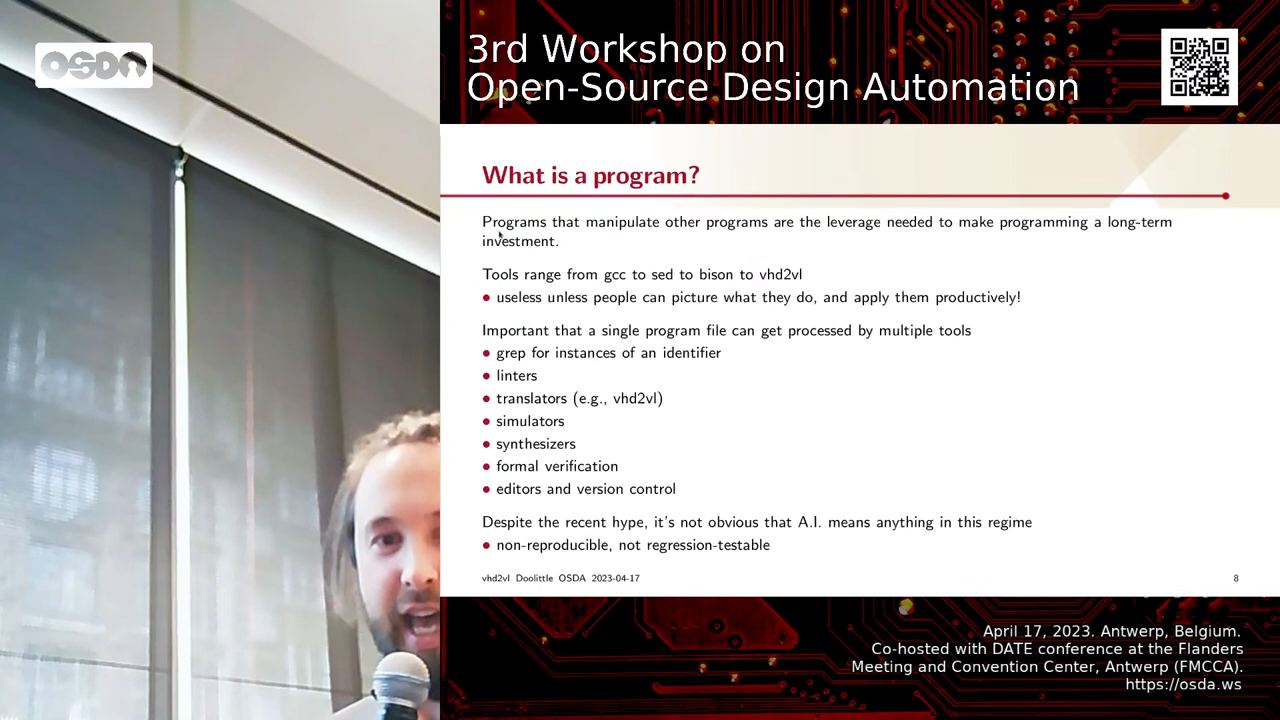 OSDA
3rd Workshop on
Open-Source Design Automation
What is a program?
Programs that manipulate other programs are the leverage needed to make programming a long-term
investment.
Tools range from gcc to sed to bison to vhd2vl
• useless unless people can picture what they do, and apply them productively!
Important that a single program file can get processed by multiple tools
• grep for instances of an identifier
• linters
• translators (e.g., vhd2vl)
• simulators
• synthesizers
• formal verification
• editors and version control
Despite the recent hype, it's not obvious that A.I. means anything in this regime
• non-reproducible, not regression-testable
vhd2vl Doolittle OSDA 2023-04-17
8
April 17, 2023. Antwerp, Belgium.
Co-hosted with DATE conference at the Flanders
Meeting and Convention Center, Antwerp (FMCCA).
https://osda.ws